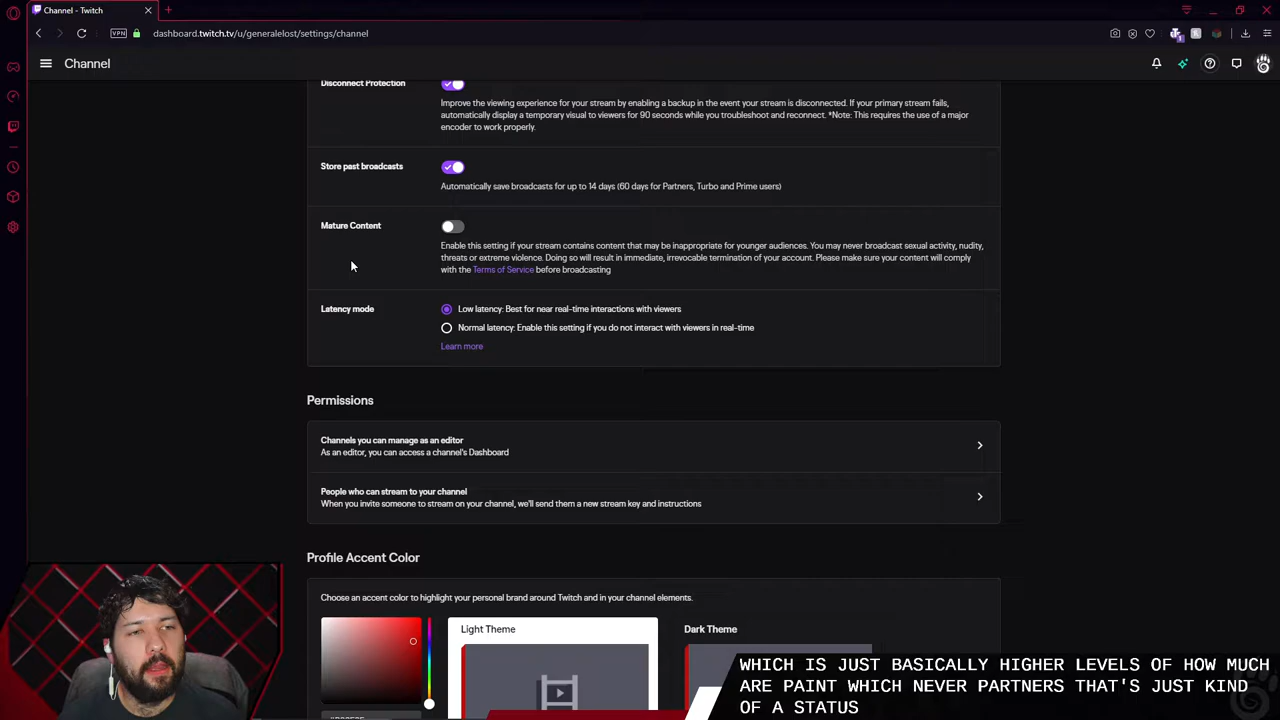 Channel - Twitch
VPN
dashboard.twitch.tv/u/generalelost/settings/channel
1
Channel
Disconnect Protection
Improve the viewing experience for your stream by enabling a backup in the event your stream is disconnected. If your primary stream fails,
automatically display a temporary visual to viewers for 90 seconds while you troubleshoot and reconnect. *Note: This requires the use of a major
encoder to work properly.
Store past broadcasts
Automatically save broadcasts for up to 14 days (60 days for Partners, Turbo and Prime users)
Mature Content
Enable this setting if your stream contains content that may be inappropriate for younger audiences. You may never broadcast sexual activity, nudity,
threats or extreme violence. Doing so will result in immediate, irrevocable termination of your account. Please make sure your content will comply
with the Terms of Service before broadcasting
Latency mode
Low latency: Best for near real-time interactions with viewers
Normal latency: Enable this setting if you do not interact with viewers in real-time
Learn more
Permissions
Channels you can manage as an editor
As an editor, you can access a channel's Dashboard
People who can stream to your channel
When you invite someone to stream on your channel, we'll send them a new stream key and instructions
Profile Accent Color
Choose an accent color to highlight your personal brand around Twitch and in your channel elements.
Light Theme
Dark Theme
WHICH IS JUST BASICALLY HIGHER LEVELS OF HOW MUCH
ARE PAINT WHICH NEVER PARTNERS THAT'S JUST KIND
OF A STATUS